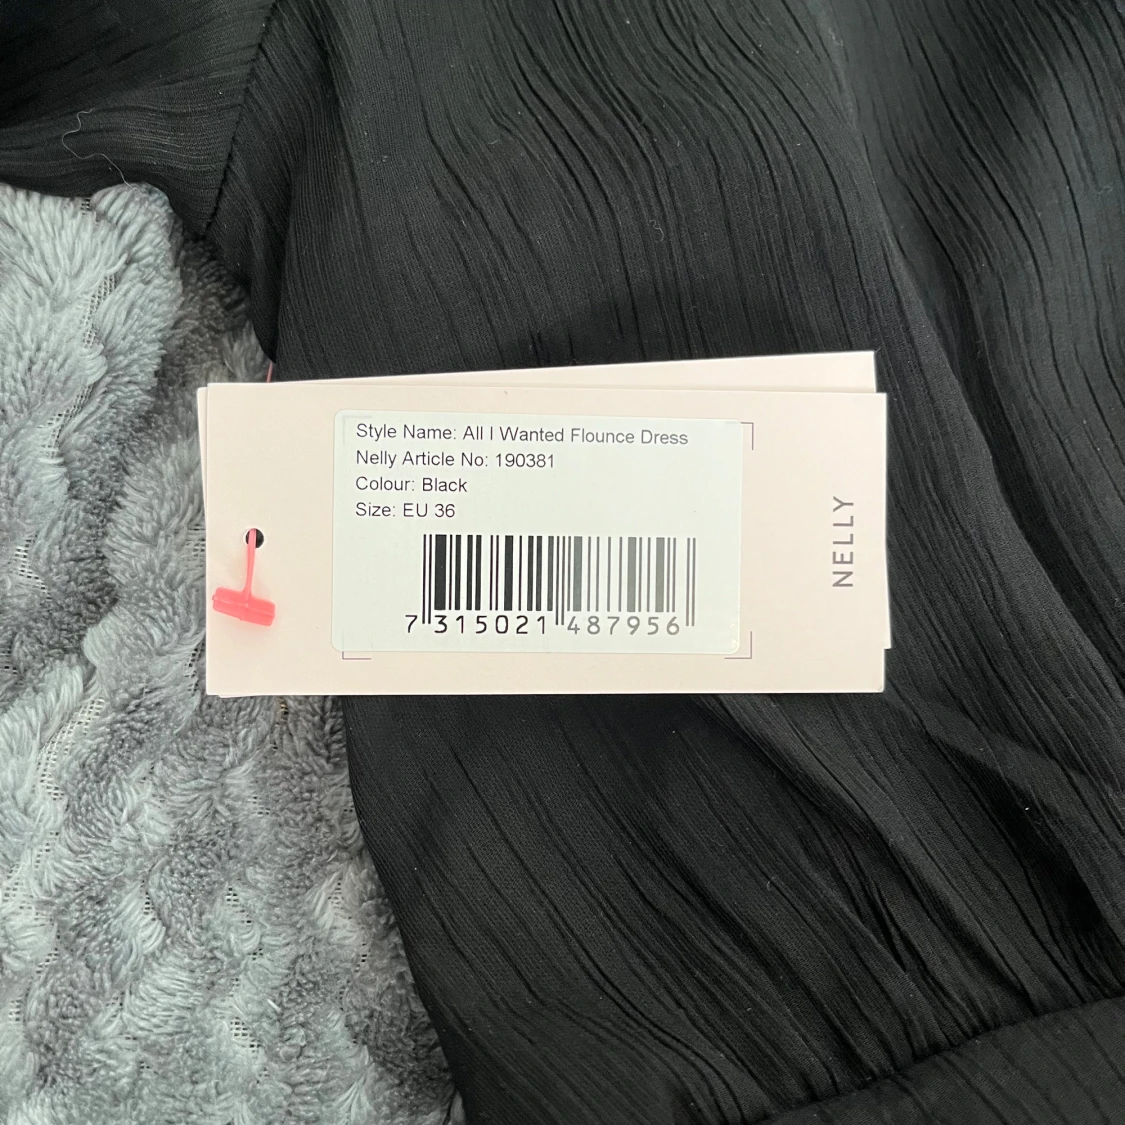 Style Name: All I Wanted Flounce Dress
Nelly Article No: 190381
Colour: Black
Size: EU 36
7 315021 487956
NELLY